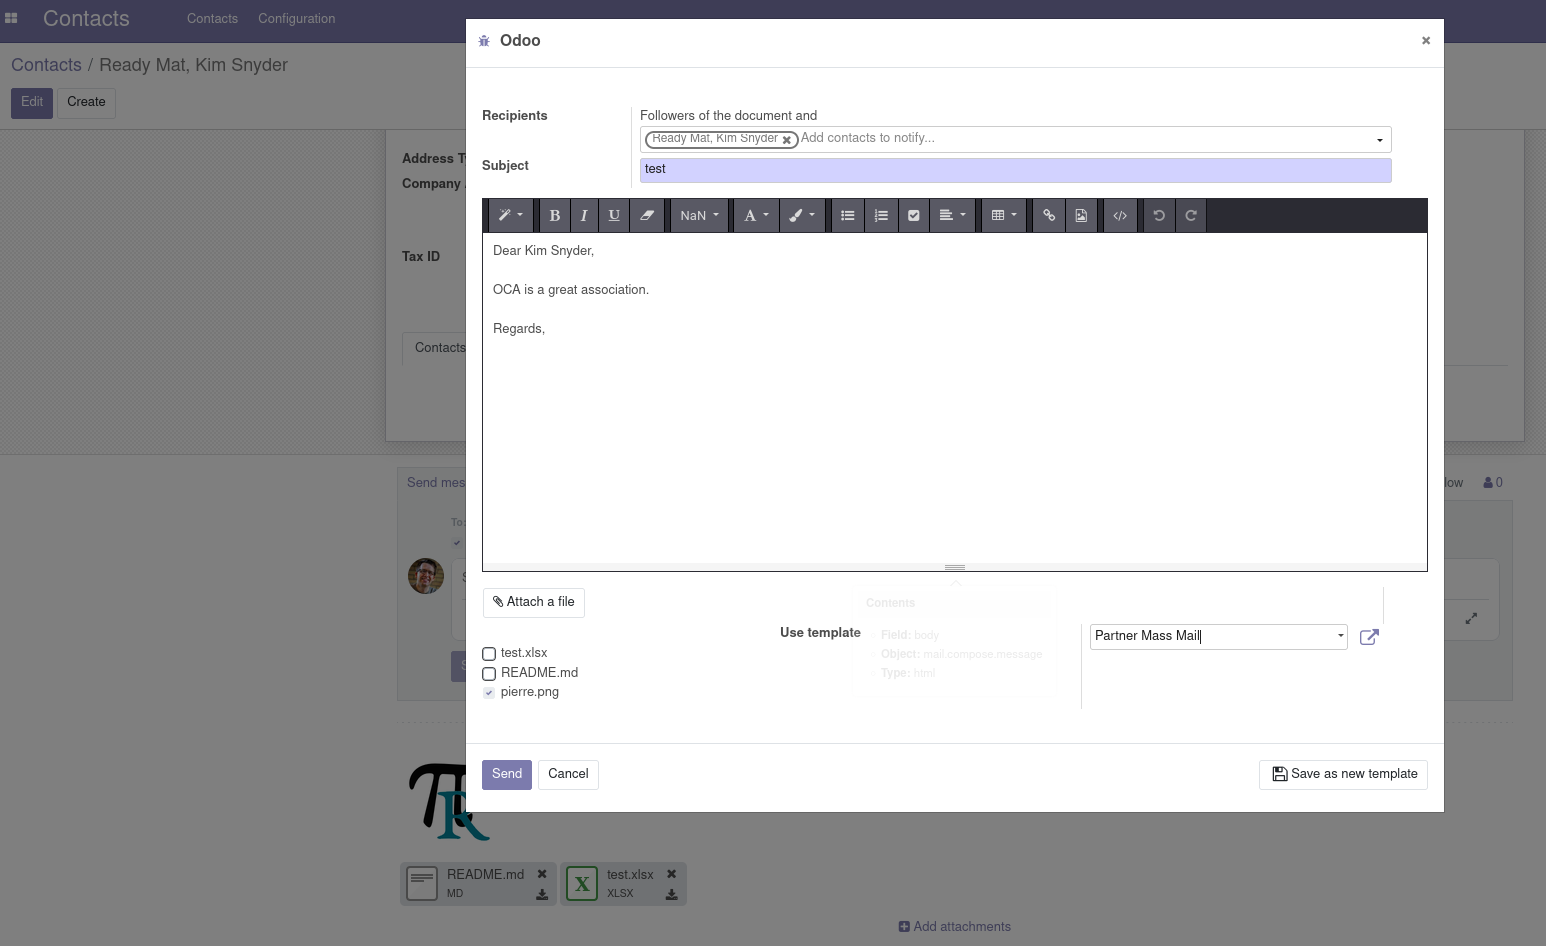 Contacts Contacts Configuration
Contacts / Ready Mat, Kim Snyder
Edit Create
Address
Company
Tax ID
Contacts
Send
To:
Odoo ×
Recipients Followers of the document and
Ready Mat, Kim Snyder Add contacts to notify...
Subject test
B I U NaN A
Dear Kim Snyder,
OCA is a great association.
Regards,
0
Attach a file
Contents
Use template Field: body Partner Mass Mail
Object: mail.compose.message
Type: html
test.xlsx
README.md
pierre.png
Send Cancel Save as new template
README.md
MD
X test.xlsx
XLSX
Add attachments